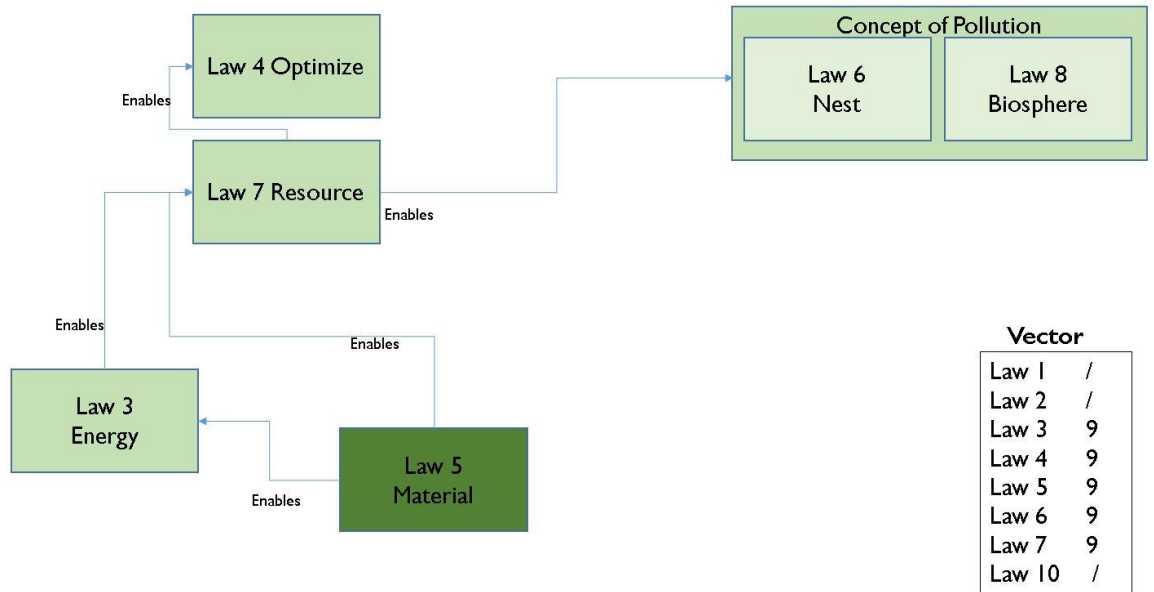 Concept of Pollution
Law 4 Optimize
Law 6
Nest
Law 8
Biosphere
Enables
Law 7 Resource
Enables
Enables
Enables
Vector
Law 1 /
Law 2 /
Law 3 9
Law 4 9
Law 5 9
Law 6 9
Law 7 9
Law 10 /
Law 3
Energy
Law 5
Material
Enables